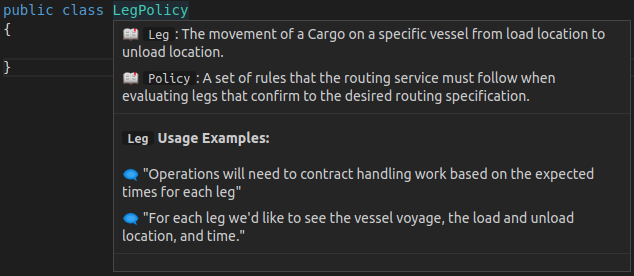 public class LegPolicy
{
📖 Leg : The movement of a Cargo on a specific vessel from load location to
unload location.
}
📖 Policy : A set of rules that the routing service must follow when
evaluating legs that confirm to the desired routing specification.
Leg Usage Examples:
🗨 "Operations will need to contract handling work based on the expected
times for each leg"
🗨 "For each leg we'd like to see the vessel voyage, the load and unload
location, and time."